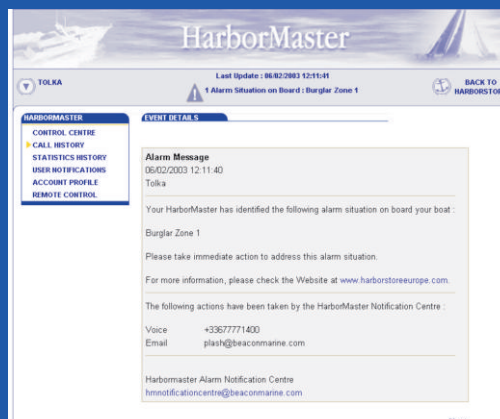 HarborMaster
TOLKA
Last Update : 06/02/2003 12:11:41
1 Alarm Situation on Board : Burglar Zone 1
BACK TO
HARBORSTOR
HARBORMASTER
CONTROL CENTRE
CALL HISTORY
STATISTICS HISTORY
USER NOTIFICATIONS
ACCOUNT PROFILE
REMOTE CONTROL
EVENT DETAILS
Alarm Message
06/02/2003 12:11:40
Tolka
Your HarborMaster has identified the following alarm situation on board your boat :
Burglar Zone 1
Please take immediate action to address this alarm situation.
For more information, please check the Website at www.harborstoreeurope.com.
The following actions have been taken by the HarborMaster Notification Centre :
Voice +33677771400
Email plash@beaconmarine.com
Harbormaster Alarm Notification Centre
hmnotificationcentre@beaconmarine.com